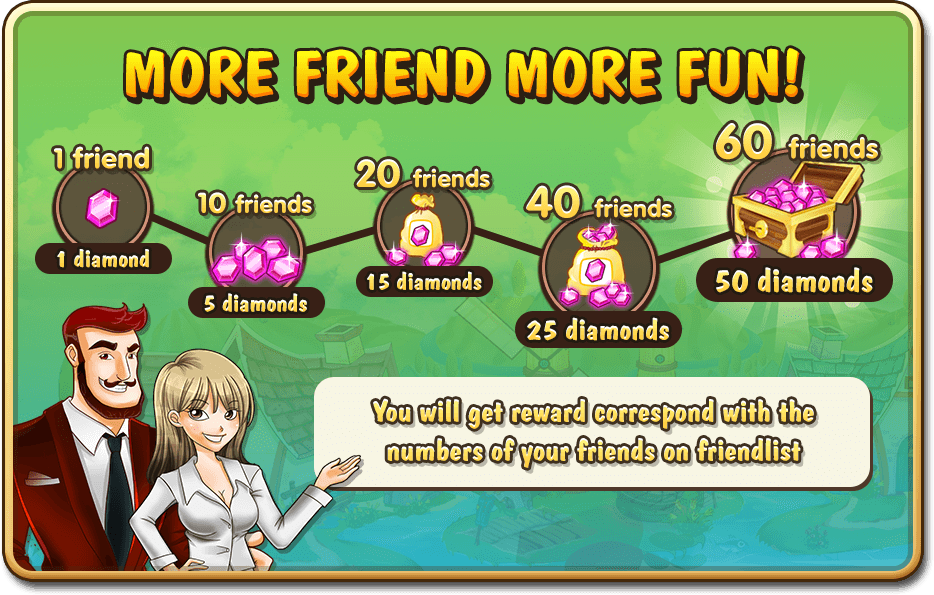 MORE FRIEND MORE FUN!
1 friend
1 diamond
10 friends
5 diamonds
20 friends
15 diamonds
40 friends
25 diamonds
60 friends
50 diamonds
You will get reward correspond with the
numbers of your friends on friendlist